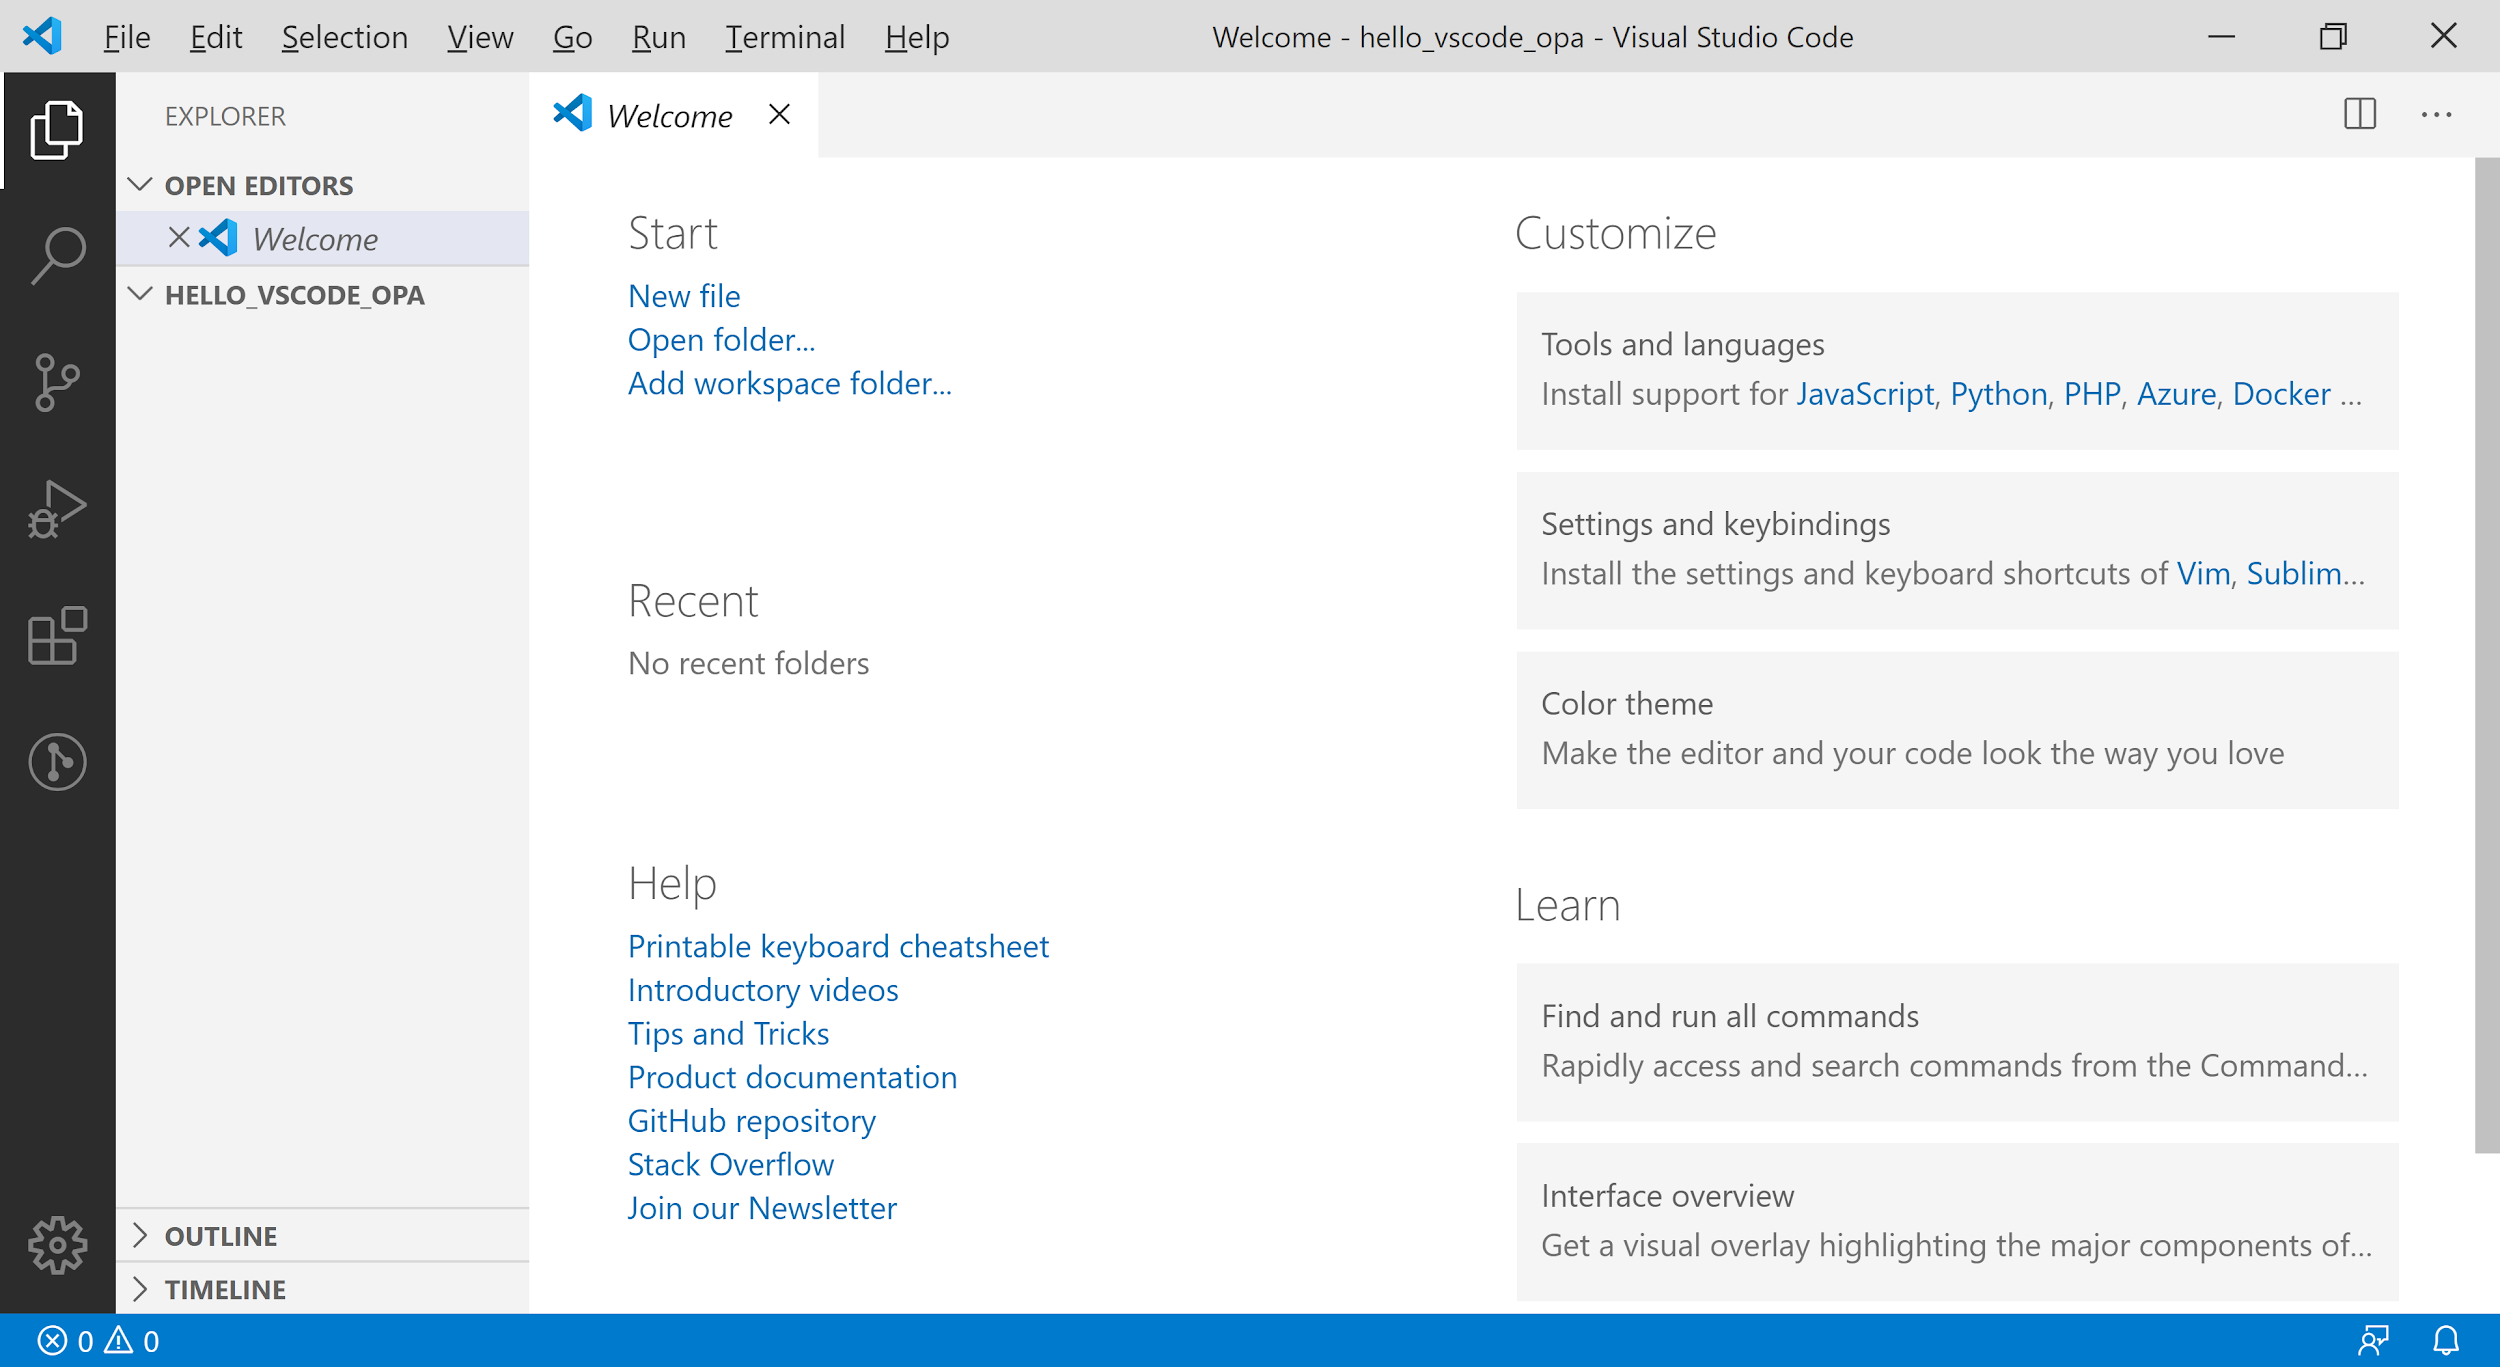 File Edit Selection View Go Run Terminal Help Welcome - hello_vscode_opa - Visual Studio Code
EXPLORER
OPEN EDITORS
Welcome
HELLO_VSCODE_OPA
OUTLINE
TIMELINE
Welcome
Start
New file
Open folder...
Add workspace folder...
Recent
No recent folders
Help
Printable keyboard cheatsheet
Introductory videos
Tips and Tricks
Product documentation
GitHub repository
Stack Overflow
Join our Newsletter
Customize
Tools and languages
Install support for JavaScript, Python, PHP, Azure, Docker ...
Settings and keybindings
Install the settings and keyboard shortcuts of Vim, Sublim...
Color theme
Make the editor and your code look the way you love
Learn
Find and run all commands
Rapidly access and search commands from the Command...
Interface overview
Get a visual overlay highlighting the major components of...
0 0